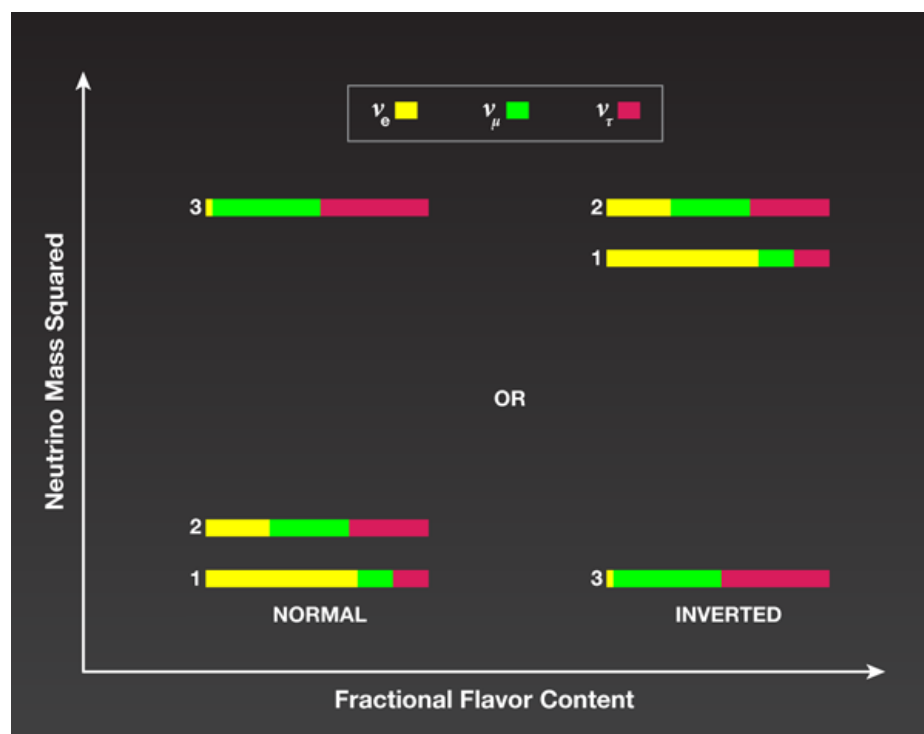 νe νμ ντ
3
2
1
Neutrino Mass Squared
OR
2
1
3
NORMAL
INVERTED
Fractional Flavor Content